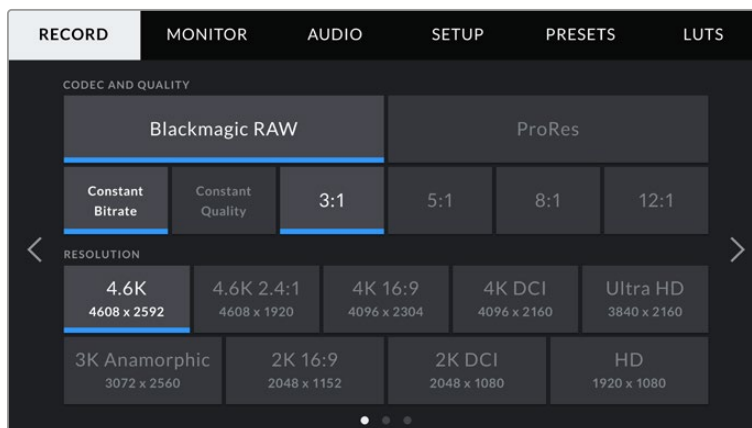 RECORD MONITOR AUDIO SETUP PRESETS LUTS
CODEC AND QUALITY
Blackmagic RAW ProRes
Constant Bitrate Constant Quality 3:1 5:1 8:1 12:1
RESOLUTION
4.6K 4.6K 2.4:1 4K 16:9 4K DCI Ultra HD
4608 x 2592 4608 x 1920 4096 x 2304 4096 x 2160 3840 x 2160
3K Anamorphic 2K 16:9 2K DCI HD
3072 x 2560 2048 x 1152 2048 x 1080 1920 x 1080